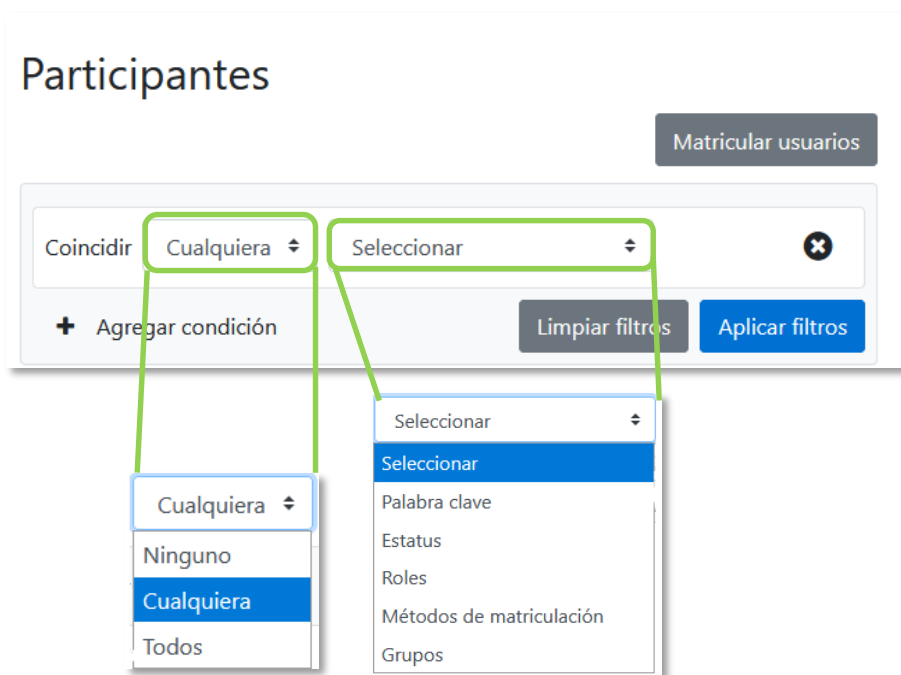 Participantes
Matricular usuarios
Coincidir Cualquiera Seleccionar
Agregar condición Limpiar filtros Aplicar filtros
Seleccionar
Seleccionar
Palabra clave
Estatus
Roles
Métodos de matriculación
Grupos
Cualquiera
Ninguno
Cualquiera
Todos